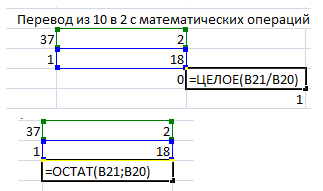 Перевод из 10 в 2 с математических операций
37 2
1 18
0 =ЦЕЛОЕ(B21/B20)
1
37 2
1 18
=ОСТАТ(B21;B20)